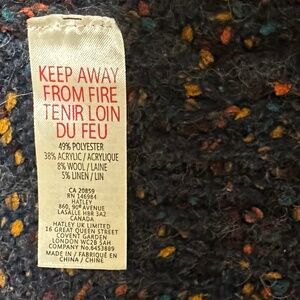 KEEP AWAY
FROM FIRE
TENIR LOIN
DU FEU
49% POLYESTER
38% ACRYLIC / ACRYLIQUE
8% WOOL / LAINE
5% LINEN / LIN
CA 20859
RN 146984
HATLEY
860, 90ᴱ AVENUE
LASALLE H8R 3A2
CANADA
HATLEY UK LIMITED
16 GREAT QUEEN STREET
COVENT GARDEN
LONDON WC2B 5AH
COMPANY No.6453889
MADE IN / FABRIQUÉ EN
CHINA / CHINE